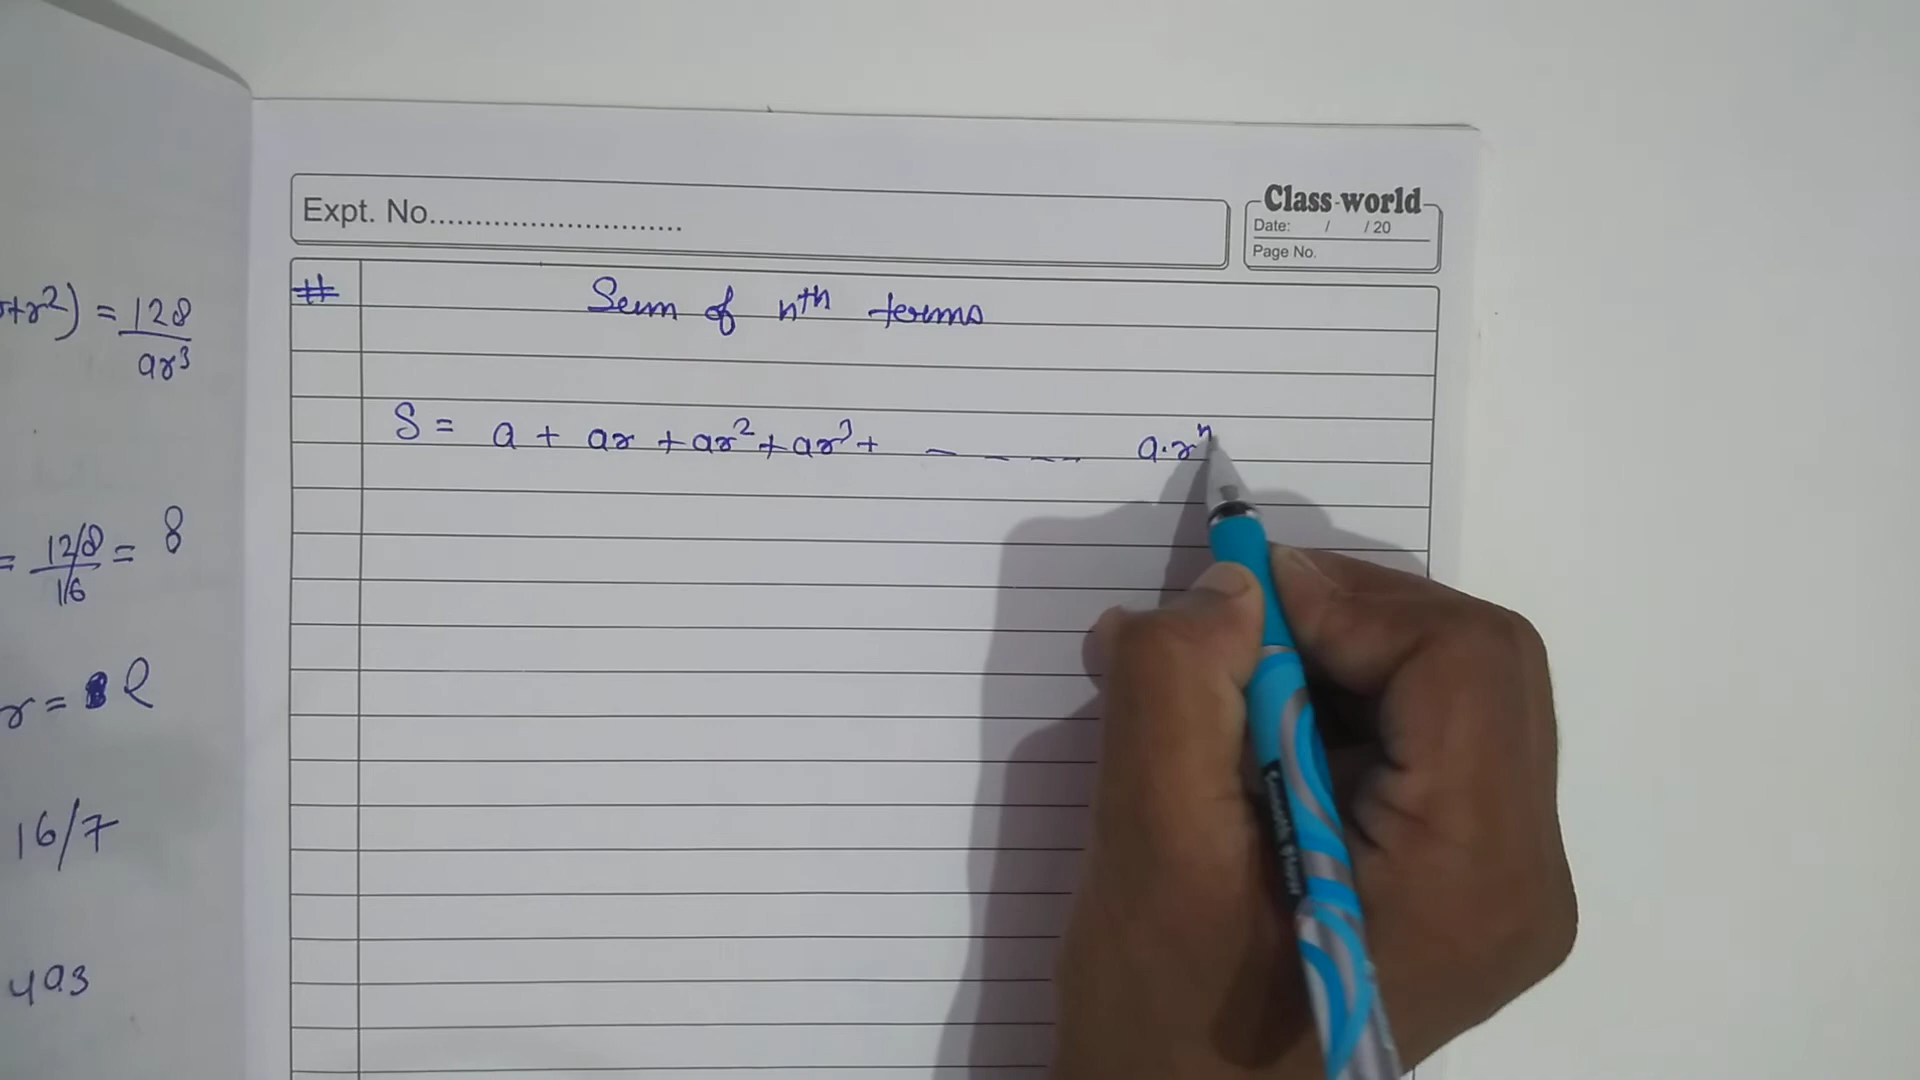 +r²) = 128
ar³
= 128 = 8
16
r = 2
16/7
493
Expt. No...........................
Class world
Date: / / 20
Page No.
# Sum of nth terms
S = a + ar + ar² + ar³ + _ _ _ _ a.rⁿ